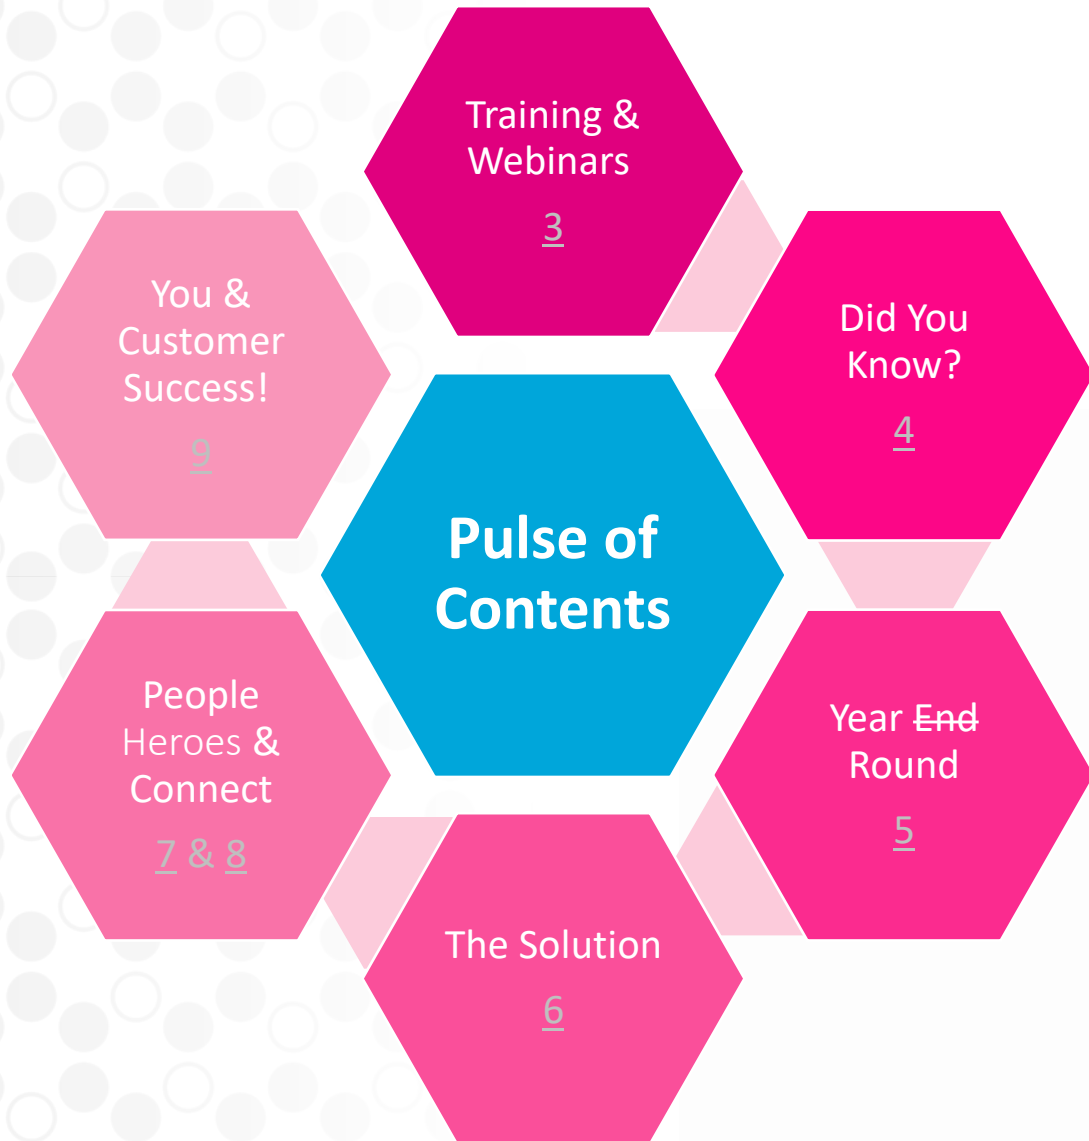 Training &
Webinars
3
Did You
Know?
4
Year End
Round
5
The Solution
6
People
Heroes &
Connect
7 & 8
You &
Customer
Success!
9
Pulse of
Contents